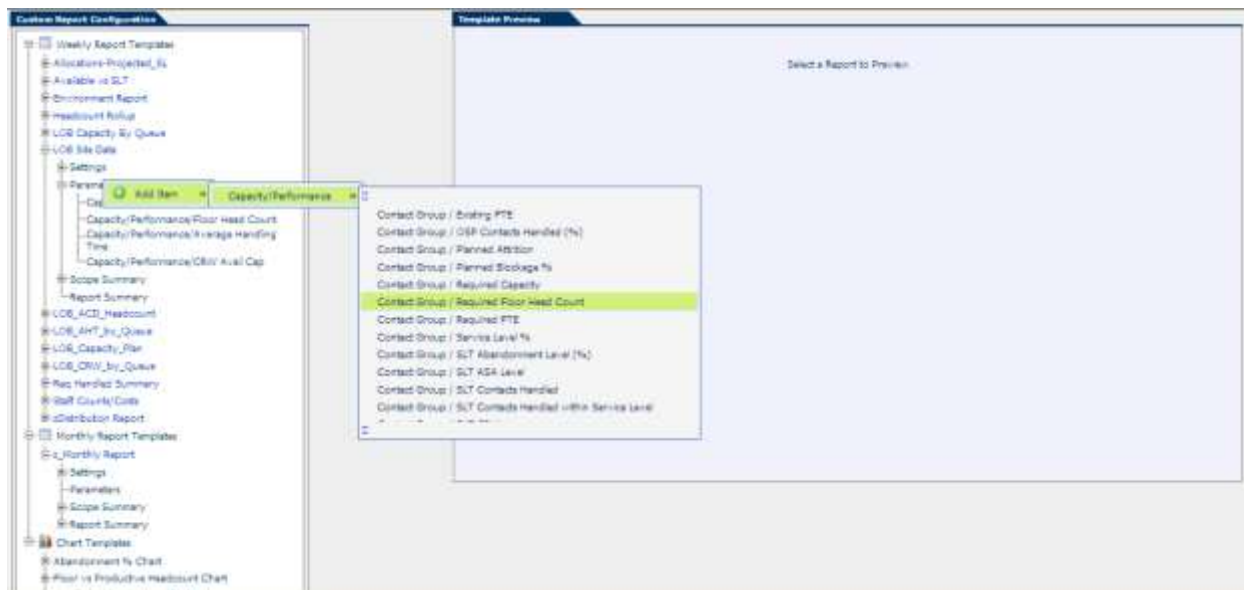 Custom Report Configuration
Template Preview
Weekly Report Templates
Allocations-Projected_SL
Available vs SLT
Environment Report
Headcount Rollup
LOB Capacity By Queue
LOB Site Data
Settings
Capacity/Performance/Floor Head Count
Capacity/Performance/Average Handling
Time
Capacity/Performance/CRW Avail Cap
Scope Summary
Report Summary
LOB_ACD_Headcount
LOB_AHT_by_Queue
LOB_Capacity_Plan
LOB_CRW_by_Queue
Req Handled Summary
Staff Counts/Costs
zDistribution Report
Monthly Report Templates
z_Monthly Report
Settings
Parameters
Scope Summary
Report Summary
Chart Templates
Abandonment % Chart
Floor vs Productive Headcount Chart
Add Item
Capacity/Performance
Contact Group / Existing FTE
Contact Group / OSP Contacts Handled (%)
Contact Group / Planned Attrition
Contact Group / Planned Blockage %
Contact Group / Required Capacity
Contact Group / Required Floor Head Count
Contact Group / Required FTE
Contact Group / Service Level %
Contact Group / SLT Abandonment Level (%)
Contact Group / SLT ASA Level
Contact Group / SLT Contacts Handled
Contact Group / SLT Contacts Handled within Service Level
Select a Report to Preview